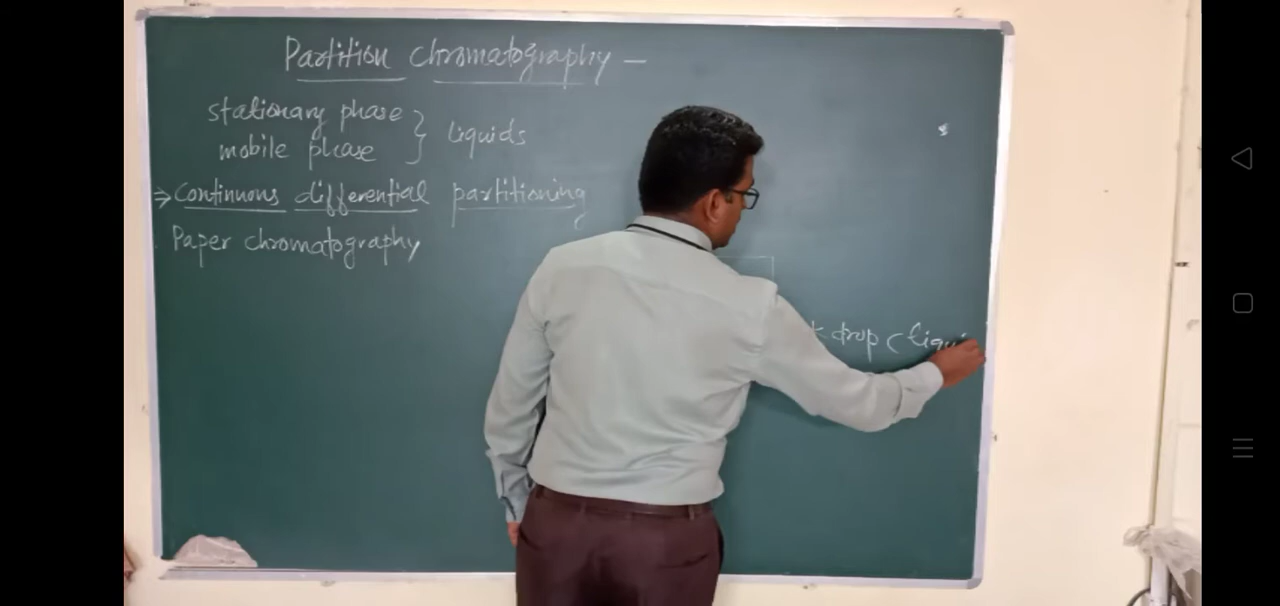 Partition Chromatography —
Stationary phase } Liquids
mobile phase
⇒ Continuous differential partitioning
Paper chromatography
drop (liqui